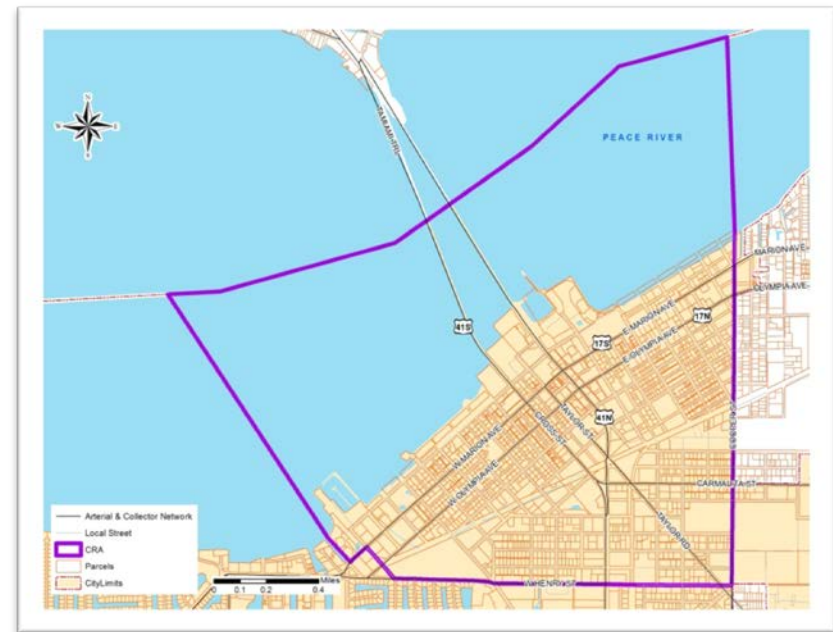 TAMIAMI TRL
PEACE RIVER
N
W
E
S
MARION AVE
OLYMPIA AVE
41S
17S
E MARION AVE
17N
E OLYMPIA AVE
41N
TAYLOR ST
CROSS ST
W MARION AVE
W OLYMPIA AVE
CARMALITA ST
TAYLOR RD
W HENRY ST
Arterial & Collector Network
Local Street
CRA
Parcels
CityLimits
Miles
0 0.1 0.2 0.4